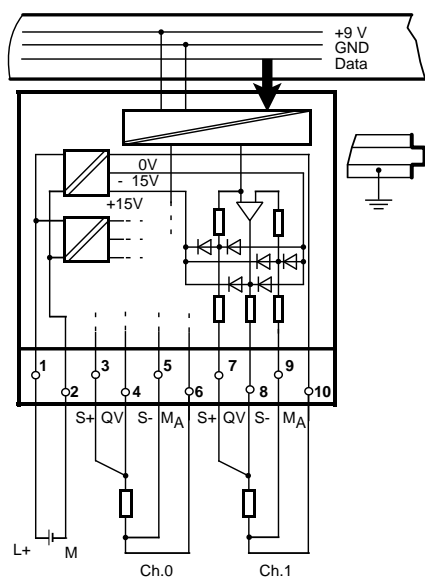 +9 V
GND
Data
0V
- 15V
+15V
1 2 3 4 5 6 7 8 9 10
S+ QV S- MA S+ QV S- MA
L+ M
Ch.0 Ch.1